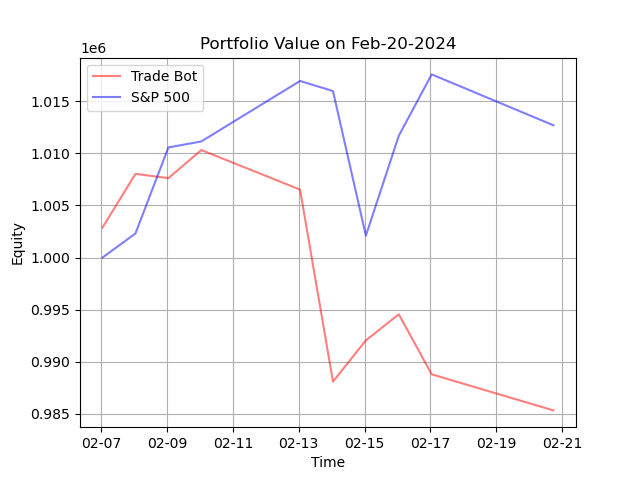 Portfolio Value on Feb-20-2024
1e6
Trade Bot
S&P 500
1.015
1.010
1.005
1.000
0.995
0.990
0.985
Equity
02-07 02-09 02-11 02-13 02-15 02-17 02-19 02-21
Time